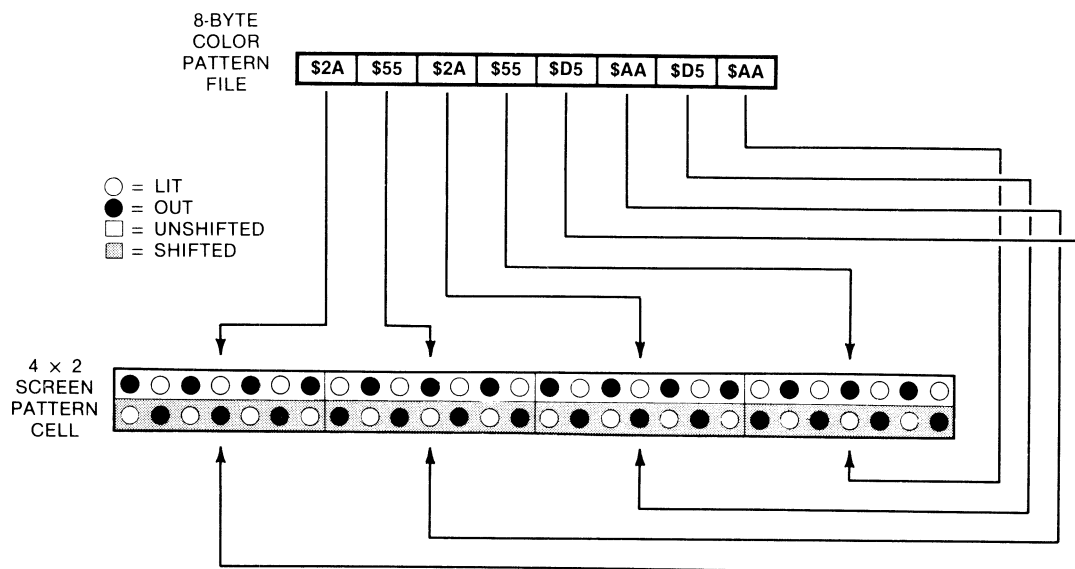 8-BYTE
COLOR
PATTERN
FILE
$2A $55 $2A $55 $D5 $AA $D5 $AA
= LIT
= OUT
= UNSHIFTED
= SHIFTED
4 × 2
SCREEN
PATTERN
CELL